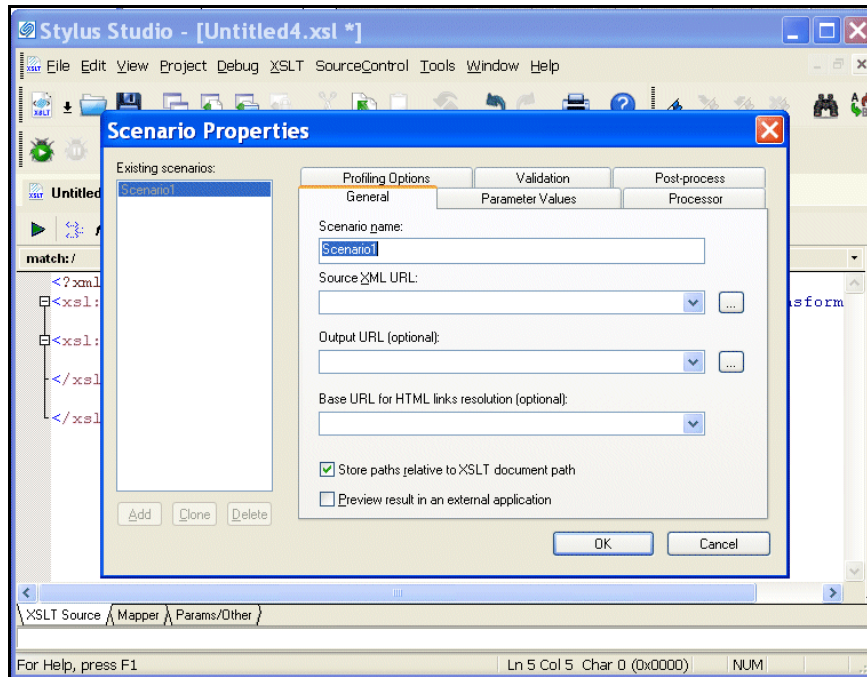 Stylus Studio - [Untitled4.xsl *]
File Edit View Project Debug XSLT SourceControl Tools Window Help
Scenario Properties
Existing scenarios:
Scenario1
Profiling Options Validation Post-process
General Parameter Values Processor
Scenario name:
Scenario1
Source XML URL:
...
Output URL (optional):
...
Base URL for HTML links resolution (optional):
Store paths relative to XSLT document path
Preview result in an external application
Add Clone Delete
OK Cancel
Untitled
match:/
<?xml
<xsl: sform
<xsl:
</xsl
</xsl
XSLT Source Mapper Params/Other
For Help, press F1 Ln 5 Col 5 Char 0 (0x0000) NUM